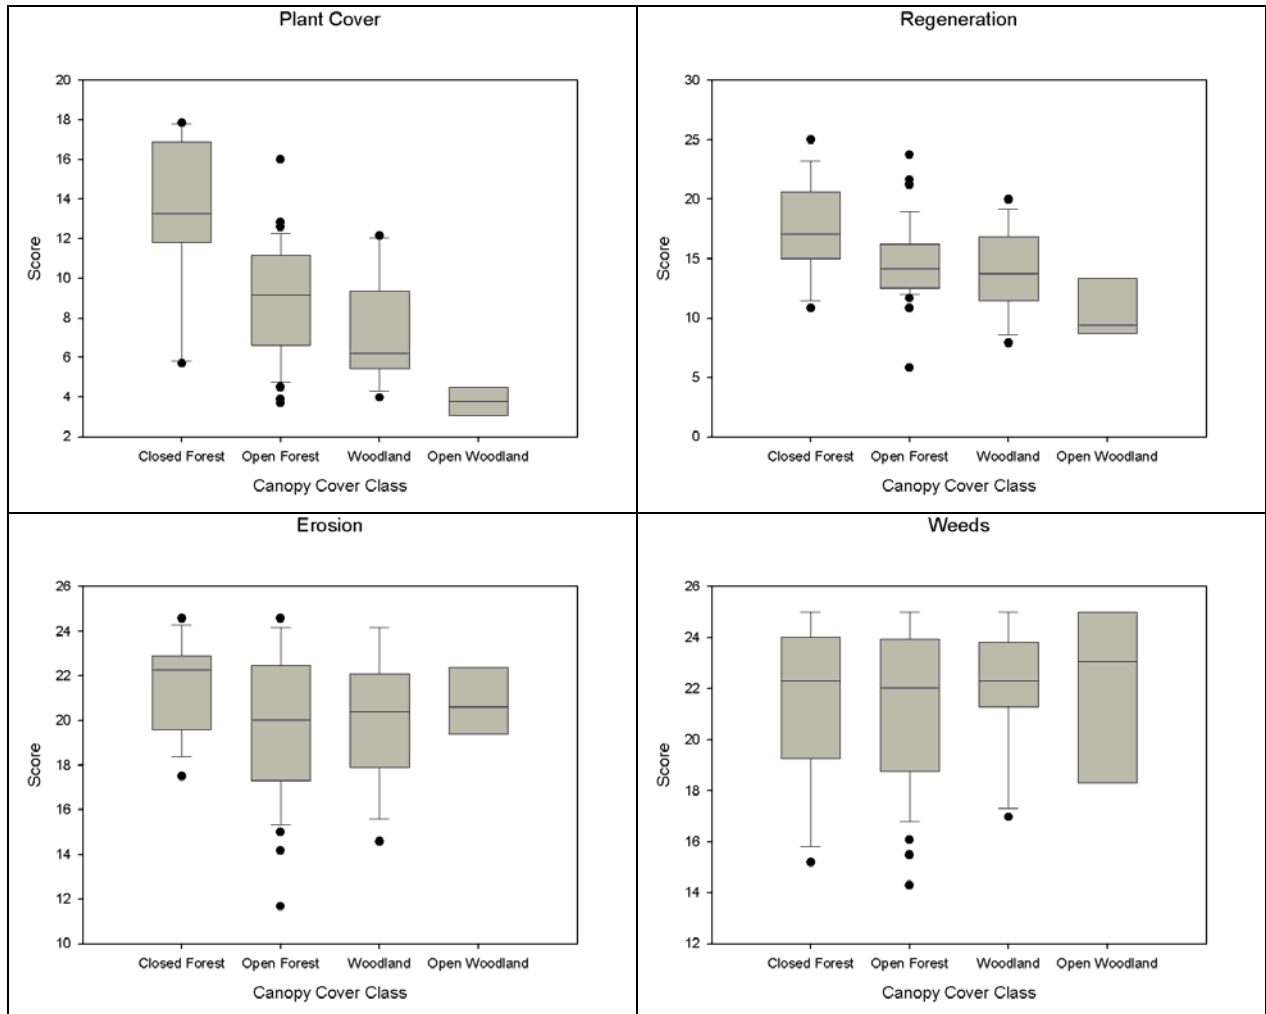 Plant Cover
20
18
16
14
12
10
8
6
4
2
Score
Closed Forest Open Forest Woodland Open Woodland
Canopy Cover Class
Regeneration
30
25
20
15
10
5
0
Score
Closed Forest Open Forest Woodland Open Woodland
Canopy Cover Class
Erosion
26
24
22
20
18
16
14
12
10
Score
Closed Forest Open Forest Woodland Open Woodland
Canopy Cover Class
Weeds
26
24
22
20
18
16
14
12
Score
Closed Forest Open Forest Woodland Open Woodland
Canopy Cover Class